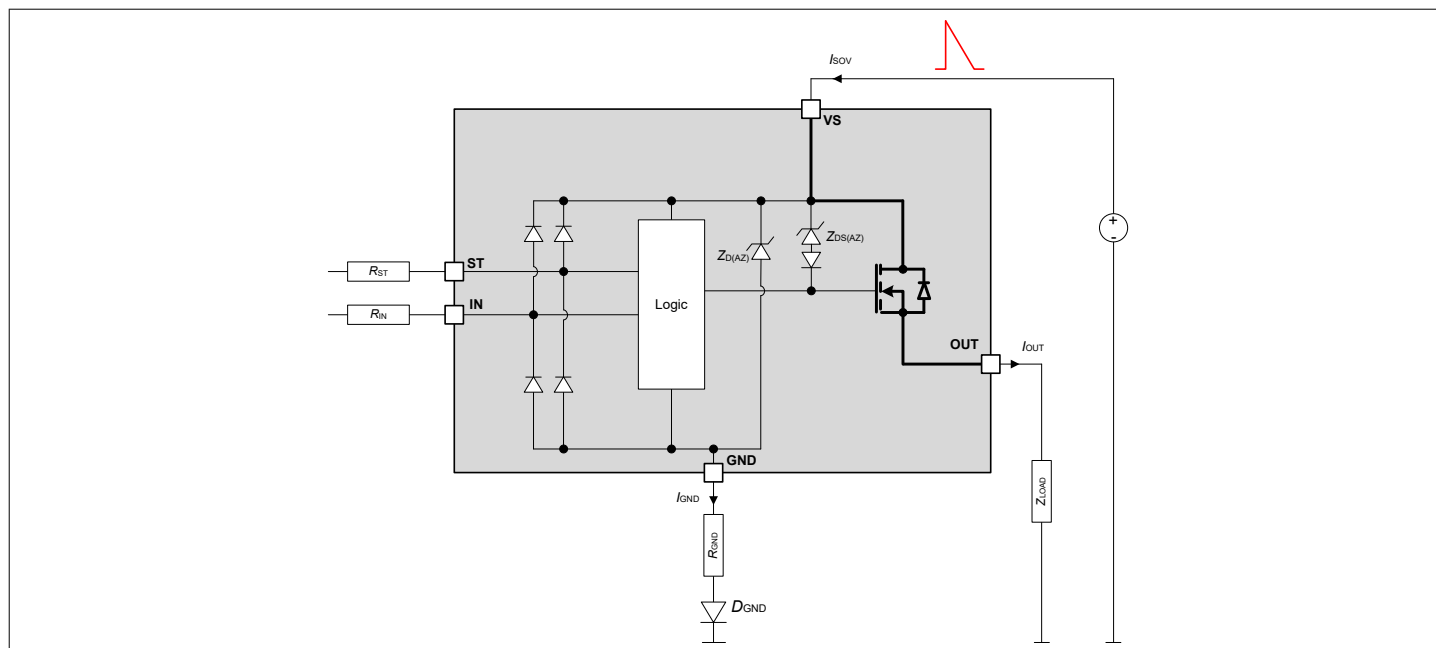 ISOV
VS
+
-
ZD(AZ)
ZDS(AZ)
RST
ST
RIN
IN
Logic
OUT
IOUT
GND
IGND
RGND
ZLOAD
DGND